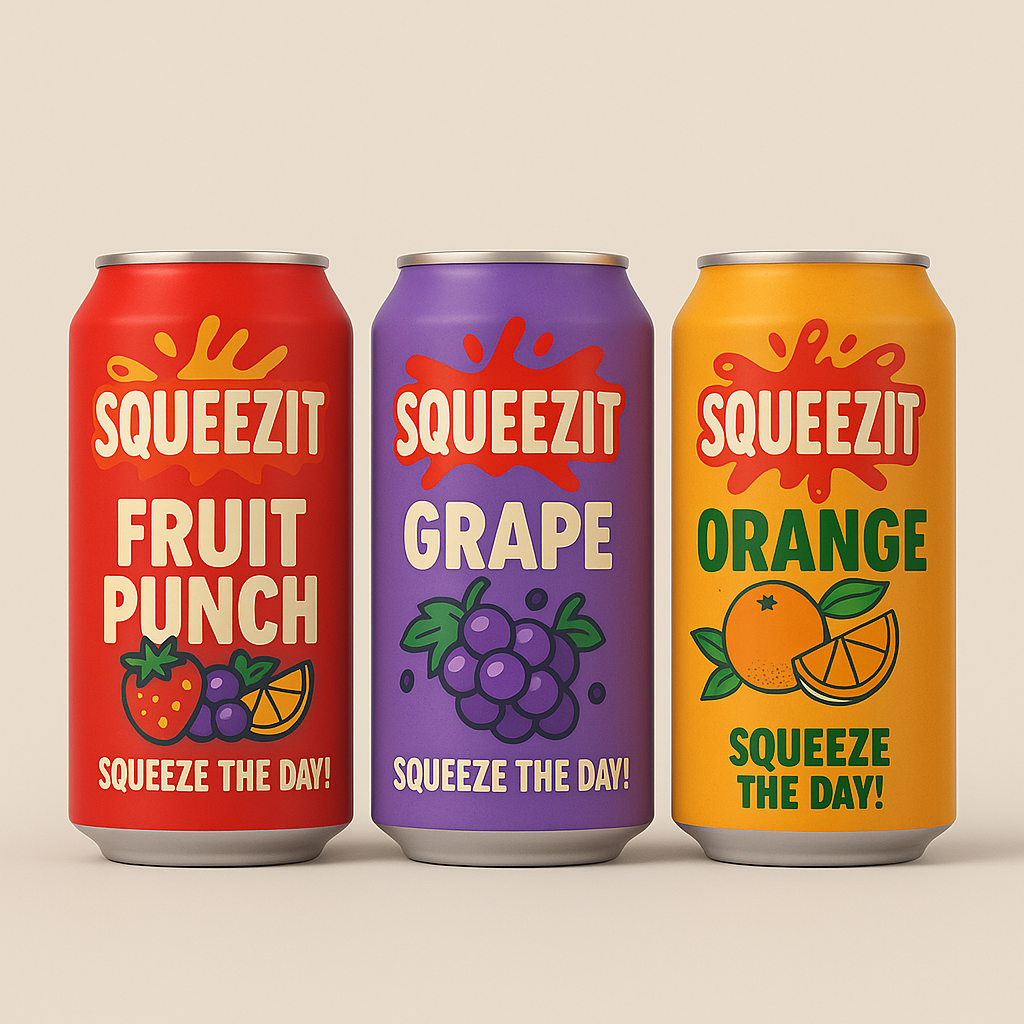 SQUEEZIT
FRUIT
PUNCH
SQUEEZE THE DAY!
SQUEEZIT
GRAPE
SQUEEZE THE DAY!
SQUEEZIT
ORANGE
SQUEEZE
THE DAY!